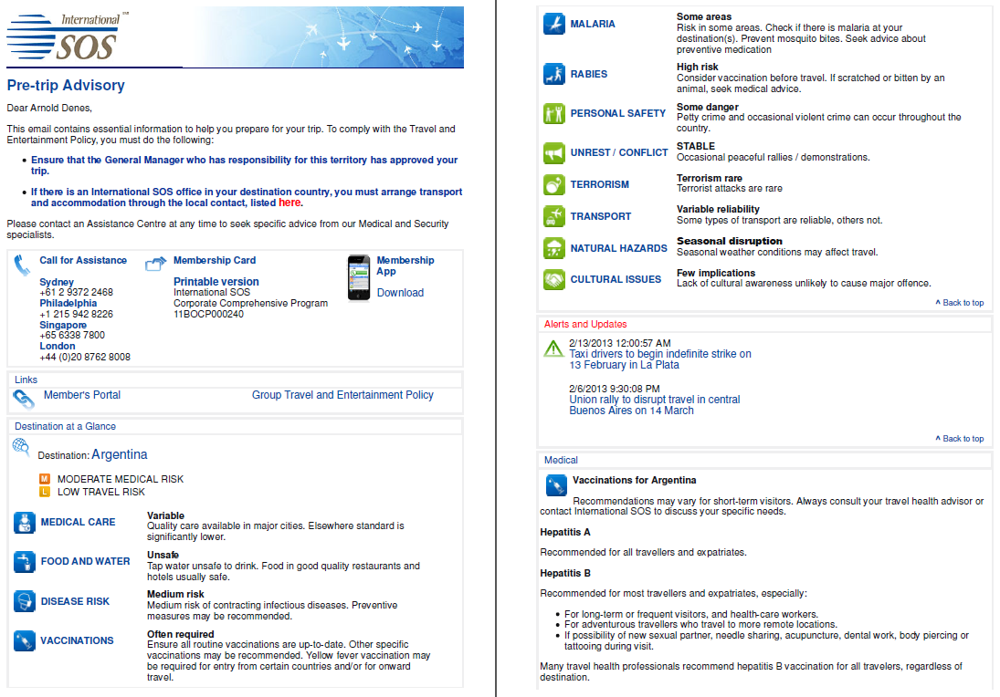 International
SOS
SM
Pre-trip Advisory
Dear Arnold Denes,
This email contains essential information to help you prepare for your trip. To comply with the Travel and
Entertainment Policy, you must do the following:
• Ensure that the General Manager who has responsibility for this territory has approved your
trip.
• If there is an International SOS office in your destination country, you must arrange transport
and accommodation through the local contact, listed here.
Please contact an Assistance Centre at any time to seek specific advice from our Medical and Security
specialists.
Call for Assistance
Sydney
+61 2 9372 2468
Philadelphia
+1 215 942 8226
Singapore
+65 6338 7800
London
+44 (0)20 8762 8008
Membership Card
Printable version
International SOS
Corporate Comprehensive Program
11BOCP000240
Membership
App
Download
Links
Member's Portal
Group Travel and Entertainment Policy
Destination at a Glance
Destination: Argentina
M MODERATE MEDICAL RISK
L LOW TRAVEL RISK
MEDICAL CARE
Variable
Quality care available in major cities. Elsewhere standard is
significantly lower.
FOOD AND WATER
Unsafe
Tap water unsafe to drink. Food in good quality restaurants and
hotels usually safe.
DISEASE RISK
Medium risk
Medium risk of contracting infectious diseases. Preventive
measures may be recommended.
VACCINATIONS
Often required
Ensure all routine vaccinations are up-to-date. Other specific
vaccinations may be recommended. Yellow fever vaccination may
be required for entry from certain countries and/or for onward
travel.
MALARIA
Some areas
Risk in some areas. Check if there is malaria at your
destination(s). Prevent mosquito bites. Seek advice about
preventive medication
RABIES
High risk
Consider vaccination before travel. If scratched or bitten by an
animal, seek medical advice.
PERSONAL SAFETY
Some danger
Petty crime and occasional violent crime can occur throughout the
country.
UNREST / CONFLICT
STABLE
Occasional peaceful rallies / demonstrations.
TERRORISM
Terrorism rare
Terrorist attacks are rare
TRANSPORT
Variable reliability
Some types of transport are reliable, others not.
NATURAL HAZARDS
Seasonal disruption
Seasonal weather conditions may affect travel.
CULTURAL ISSUES
Few implications
Lack of cultural awareness unlikely to cause major offence.
^ Back to top
Alerts and Updates
2/13/2013 12:00:57 AM
Taxi drivers to begin indefinite strike on
13 February in La Plata
2/6/2013 9:30:08 PM
Union rally to disrupt travel in central
Buenos Aires on 14 March
^ Back to top
Medical
Vaccinations for Argentina
Recommendations may vary for short-term visitors. Always consult your travel health advisor or
contact International SOS to discuss your specific needs.
Hepatitis A
Recommended for all travellers and expatriates.
Hepatitis B
Recommended for most travellers and expatriates, especially:
• For long-term or frequent visitors, and health-care workers.
• For adventurous travellers who travel to more remote locations.
• If possibility of new sexual partner, needle sharing, acupuncture, dental work, body piercing or
tattooing during visit.
Many travel health professionals recommend hepatitis B vaccination for all travelers, regardless of
destination.